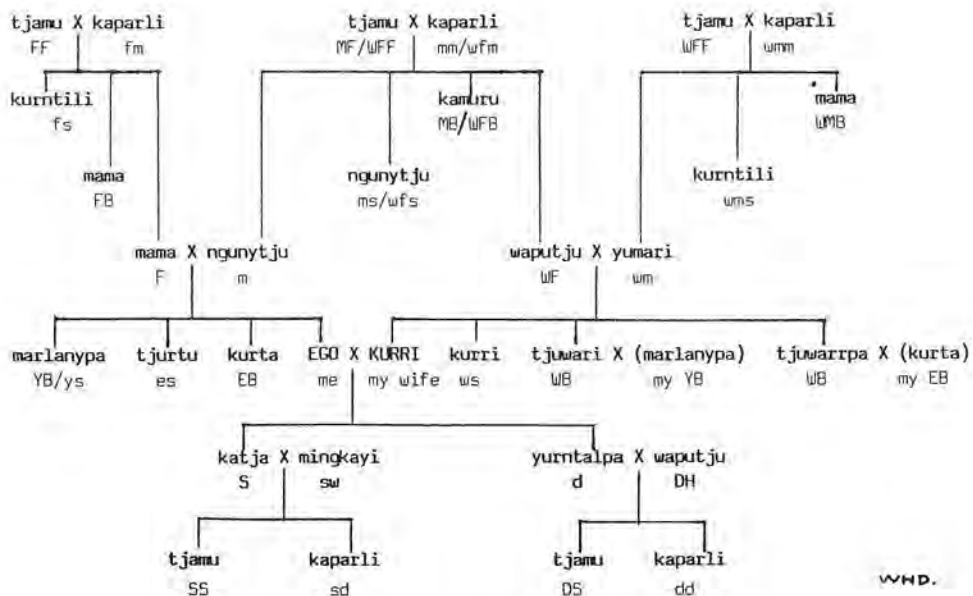 tjamu X kaparli tjamu X kaparli tjamu X kaparli
FF fm MF/WFF mm/wfm WFF wmm
kurntili kamuru mama
fs MB/WFB WMB
mama ngunytju kurntili
FB ms/wfs wms
mama X ngunytju waputju X yumari
F m WF wm
marlanypa tjurtu kurta EGO X KURRI kurri tjuwari X (marlanypa) tjuwarrpa X (kurta)
YB/ys es EB me my wife ws WB my YB WB my EB
katja X mingkayi yurntalpa X waputju
S sw d DH
tjamu kaparli tjamu kaparli
SS sd DS dd
WHD.